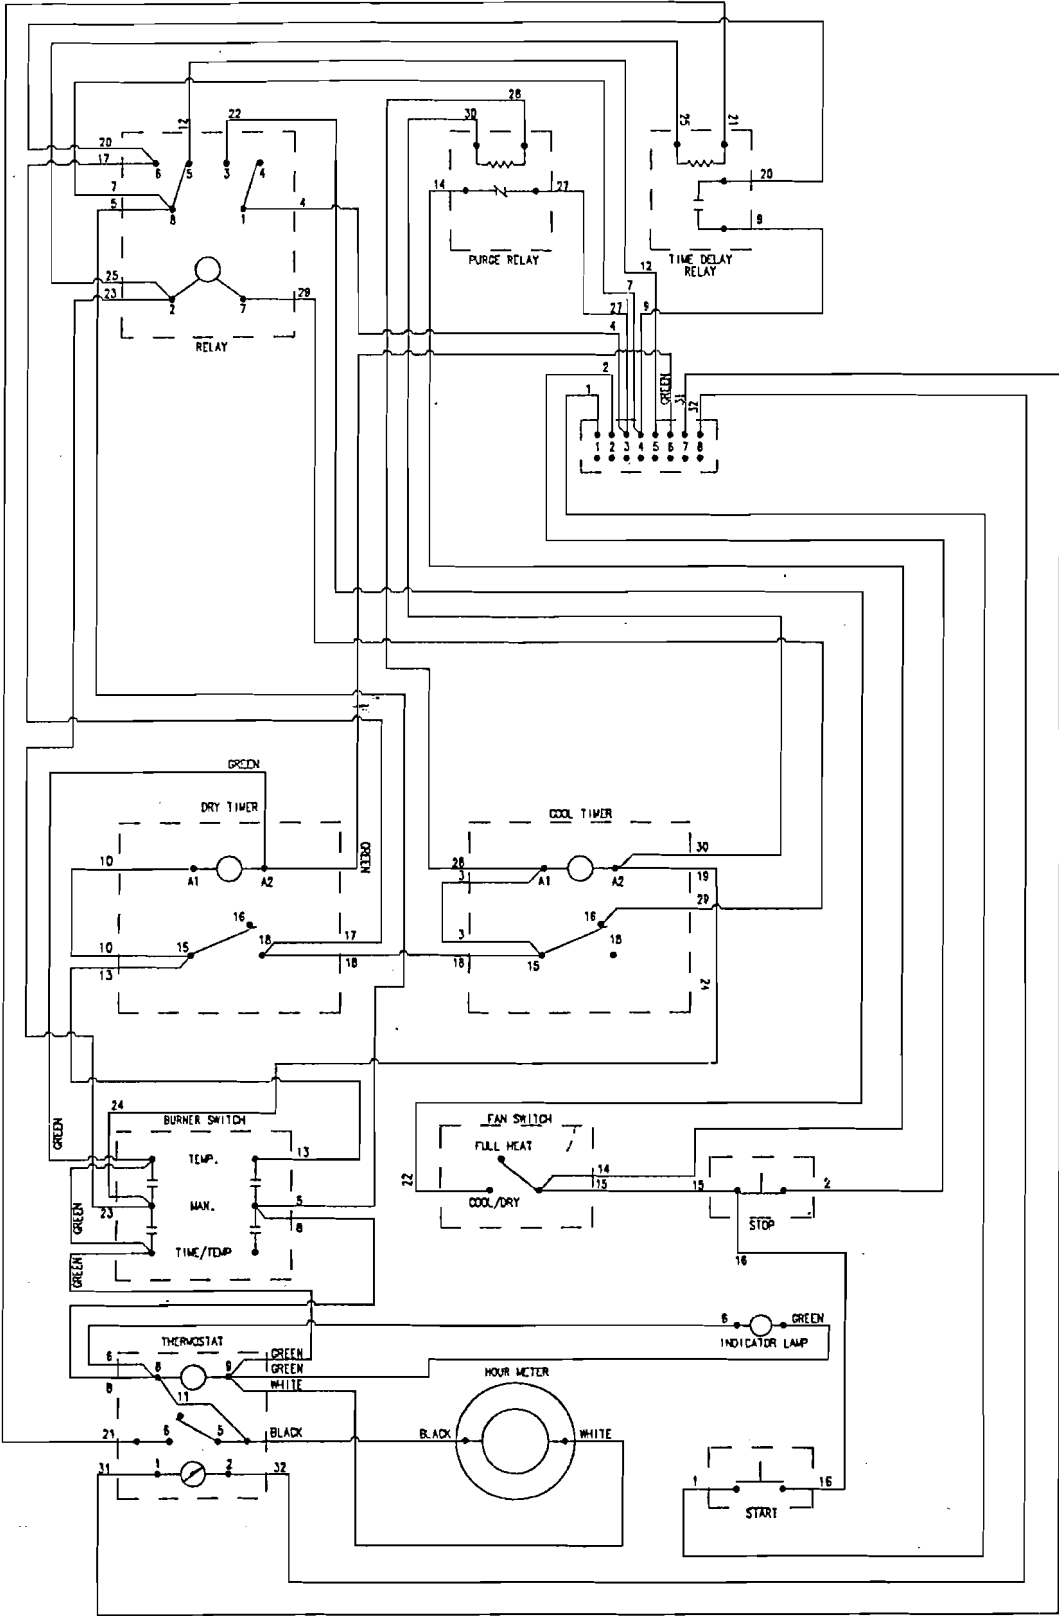 28
30
25
21
12
22
20
17
6
5
3
4
7
5
8
1
4
14
27
20
9
PURGE RELAY
TIME DELAY
RELAY
25
23
2
7
29
RELAY
12
7
27
9
4
2
1
GREEN
31
32
1 2 3 4 5 6 7 8
GREEN
DRY TIMER
COOL TIMER
10
A1
A2
GREEN
28
3
A1
A2
30
19
29
16
18
17
10
15
13
18
3
16
18
18
15
24
24
BURNER SWITCH
GREEN
TEMP.
13
MAN.
5
23
8
GREEN
TIME/TEMP
GREEN
FAN SWITCH
FULL HEAT
14
15
22
COOL/DRY
15
2
STOP
16
6
GREEN
INDICATOR LAMP
THERMOSTAT
6
8
8
9
GREEN
GREEN
WHITE
11
HOUR METER
21
6
5
BLACK
BLACK
WHITE
31
1
2
32
1
16
START